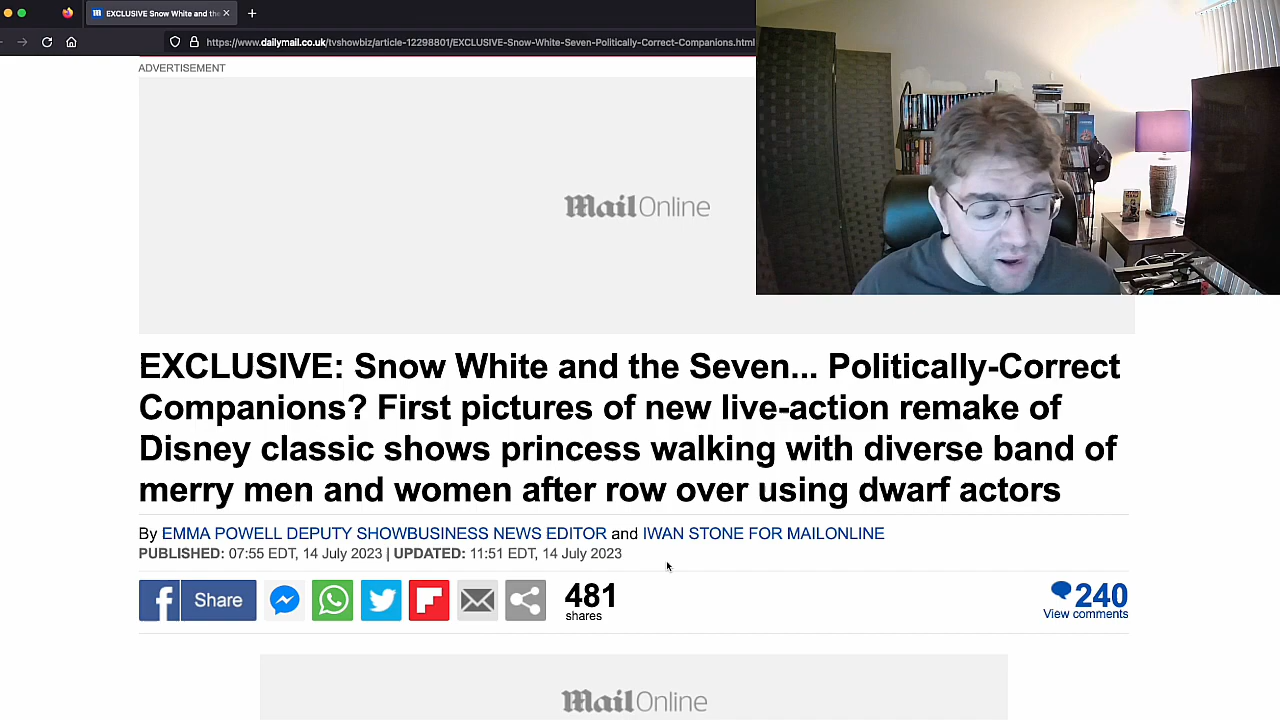 EXCLUSIVE Snow White and the
https://www.dailymail.co.uk/tvshowbiz/article-12298801/EXCLUSIVE-Snow-White-Seven-Politically-Correct-Companions.html
ADVERTISEMENT
MailOnline
EXCLUSIVE: Snow White and the Seven... Politically-Correct
Companions? First pictures of new live-action remake of
Disney classic shows princess walking with diverse band of
merry men and women after row over using dwarf actors
By EMMA POWELL DEPUTY SHOWBUSINESS NEWS EDITOR and IWAN STONE FOR MAILONLINE
PUBLISHED: 07:55 EDT, 14 July 2023 | UPDATED: 11:51 EDT, 14 July 2023
Share
481
shares
240
View comments
MailOnline